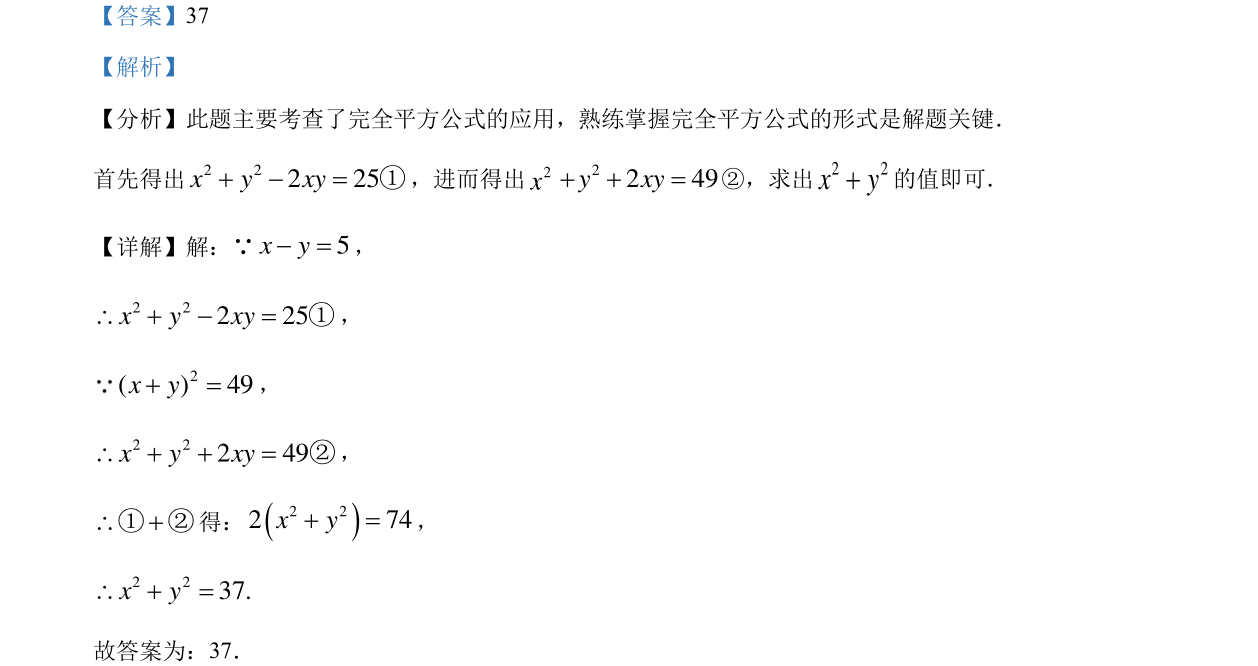 【答案】37
【解析】
【分析】此题主要考查了完全平方公式的应用，熟练掌握完全平方公式的形式是解题关键．
首先得出 x² + y² − 2xy = 25①，进而得出 x² + y² + 2xy = 49②，求出 x² + y² 的值即可．
【详解】解：∵ x − y = 5，
∴ x² + y² − 2xy = 25①，
∵ (x + y)² = 49，
∴ x² + y² + 2xy = 49②，
∴ ① + ② 得：2(x² + y²) = 74，
∴ x² + y² = 37.
故答案为：37．